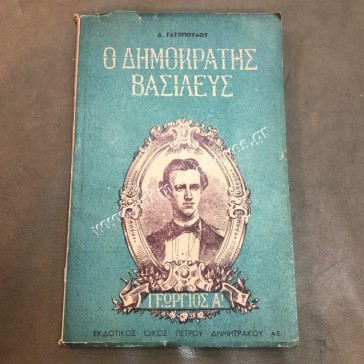 Δ. ΓΑΤΟΠΟΥΛΟΥ
Ο ΔΗΜΟΚΡΑΤΗΣ
ΒΑΣΙΛΕΥΣ
ΓΕΩΡΓΙΟΣ Α!
ΕΚΔΟΤΙΚΟΣ ΟΙΚΟΣ ΠΕΤΡΟΥ ΔΗΜΗΤΡΑΚΟΥ Α.Ε.